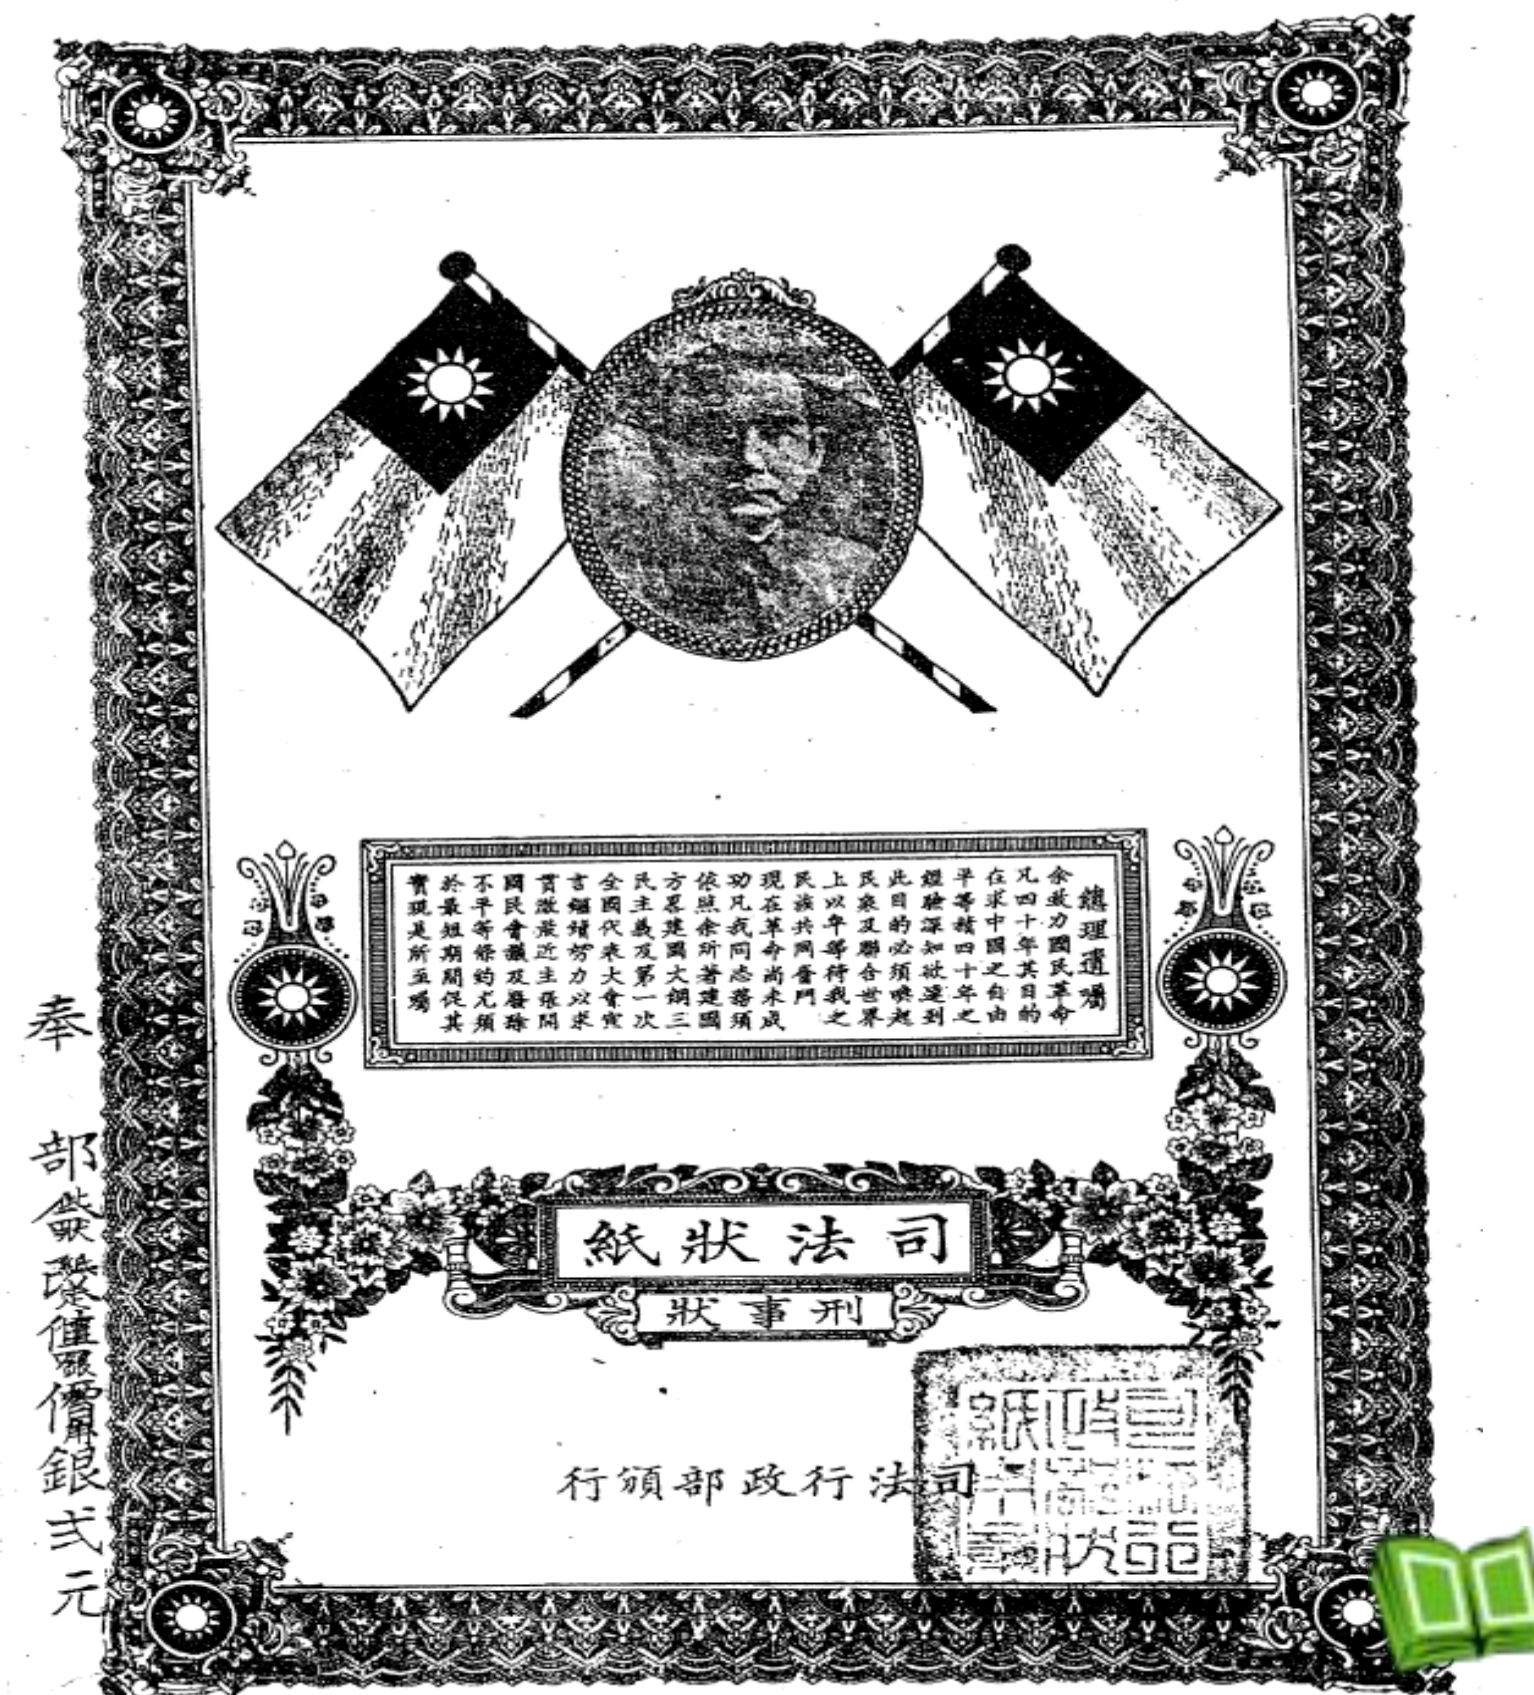 總理遺囑
余致力國民革命
凡四十年其目的
在求中國之自由
平等積四十年之
經驗深知欲達到
此目的必須喚起
民衆及聯合世界
上以平等待我之
民族共同奮鬥
現在革命尚未成
功凡我同志務須
依照余所著建國
方畧建國大綱三
民主義及第一次
全國代表大會宣
言繼續努力以求
貫澈最近主張開
國民會議及廢除
不平等條約尤須
於最短期間促其
實現是所至囑
司法狀紙
刑事狀
司法行政部頒行
奉 部 價銀弍元